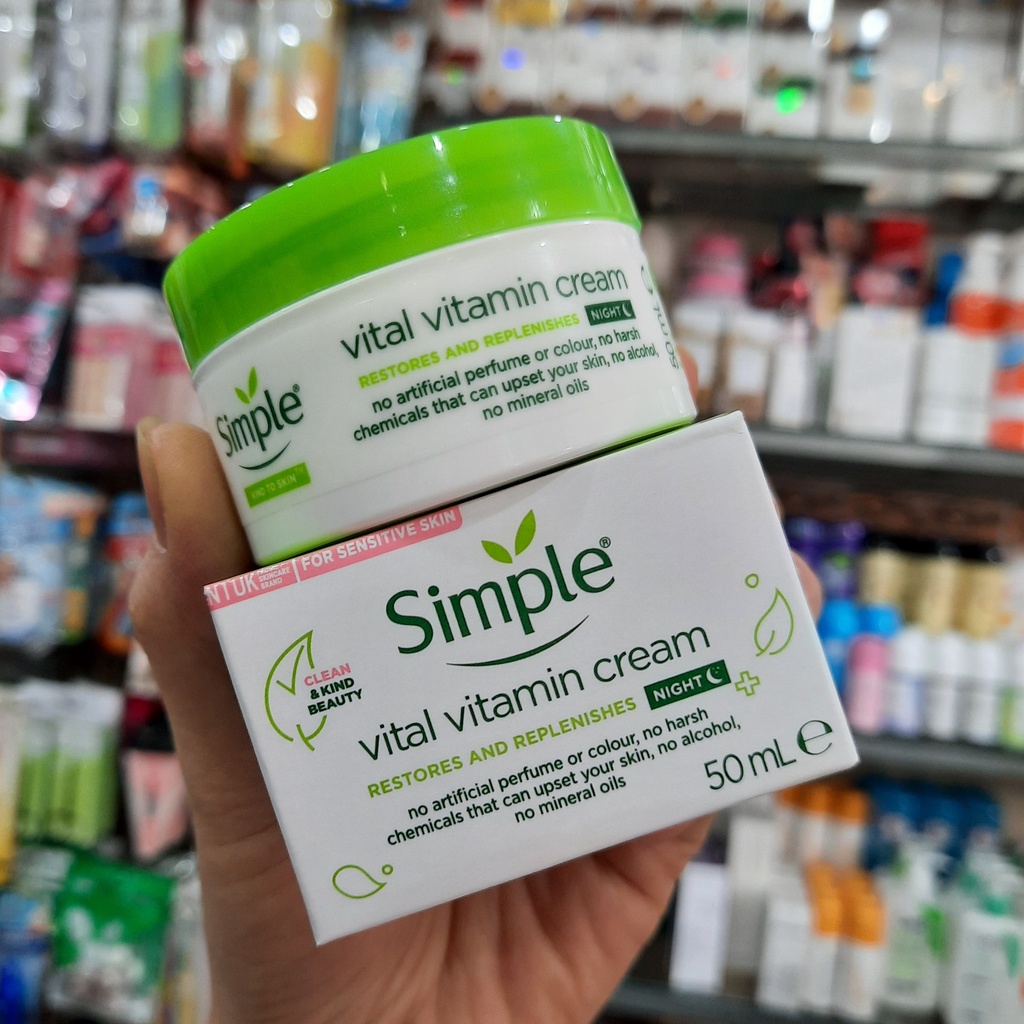 vital vitamin cream
RESTORES AND REPLENISHES NIGHT
no artificial perfume or colour, no harsh
chemicals that can upset your skin, no alcohol,
no mineral oils
Simple®
KIND TO SKIN™
FOR SENSITIVE SKIN
SKINCARE
BRAND
Simple®
CLEAN
& KIND
BEAUTY
vital vitamin cream
RESTORES AND REPLENISHES NIGHT
no artificial perfume or colour, no harsh
chemicals that can upset your skin, no alcohol,
no mineral oils
50 mL ℮